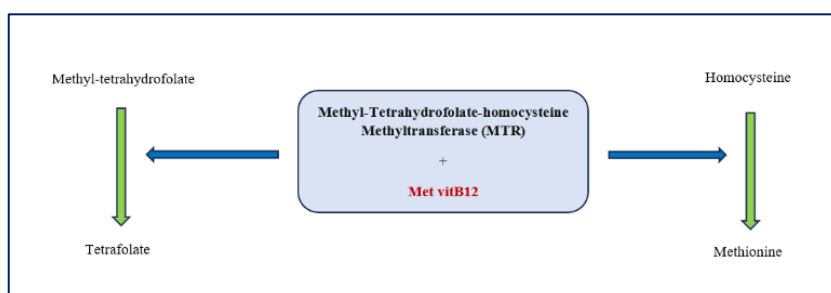 Methyl-tetrahydrofolate
Homocysteine
Methyl-Tetrahydrofolate-homocysteine
Methyltransferase (MTR)
+
Met vitB12
Tetrafolate
Methionine